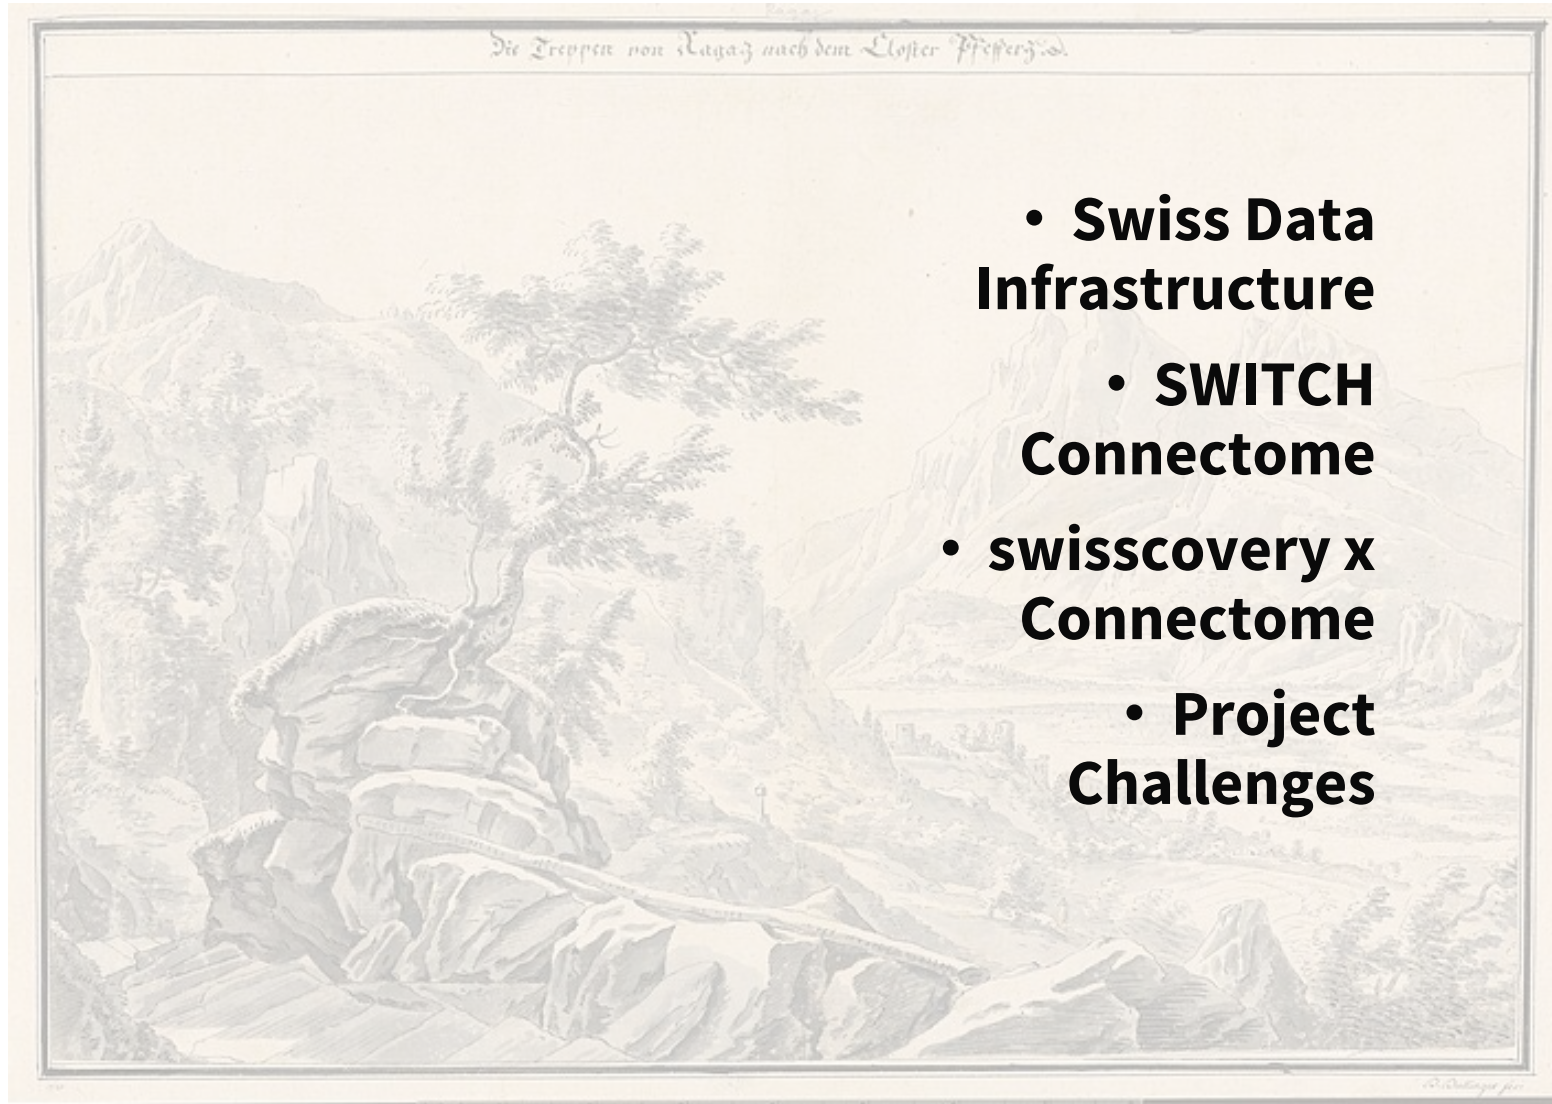 Die Treppen von Ragaz nach dem Closter Pfeffers.
• Swiss Data
Infrastructure
• SWITCH
Connectome
• swisscovery x
Connectome
• Project
Challenges